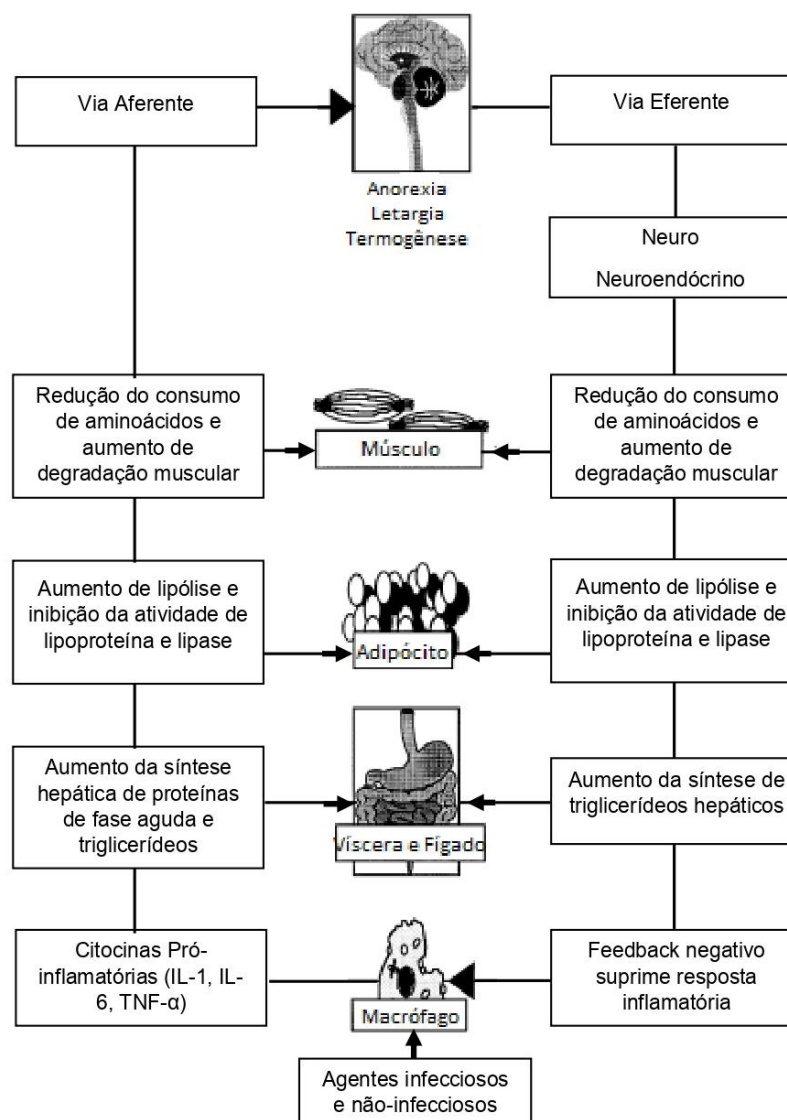 Via Aferente
Via Eferente
Anorexia
Letargia
Termogênese
Neuro
Neuroendócrino
Redução do consumo
de aminoácidos e
aumento de
degradação muscular
Músculo
Redução do consumo
de aminoácidos e
aumento de
degradação muscular
Aumento de lipólise e
inibição da atividade de
lipoproteína e lipase
Adipócito
Aumento de lipólise e
inibição da atividade de
lipoproteína e lipase
Aumento da síntese
hepática de proteínas
de fase aguda e
triglicerídeos
Víscera e Fígado
Aumento da síntese de
triglicerídeos hepáticos
Citocinas Pró-
inflamatórias (IL-1, IL-
6, TNF-α)
Macrófago
Feedback negativo
suprime resposta
inflamatória
Agentes infecciosos
e não-infecciosos